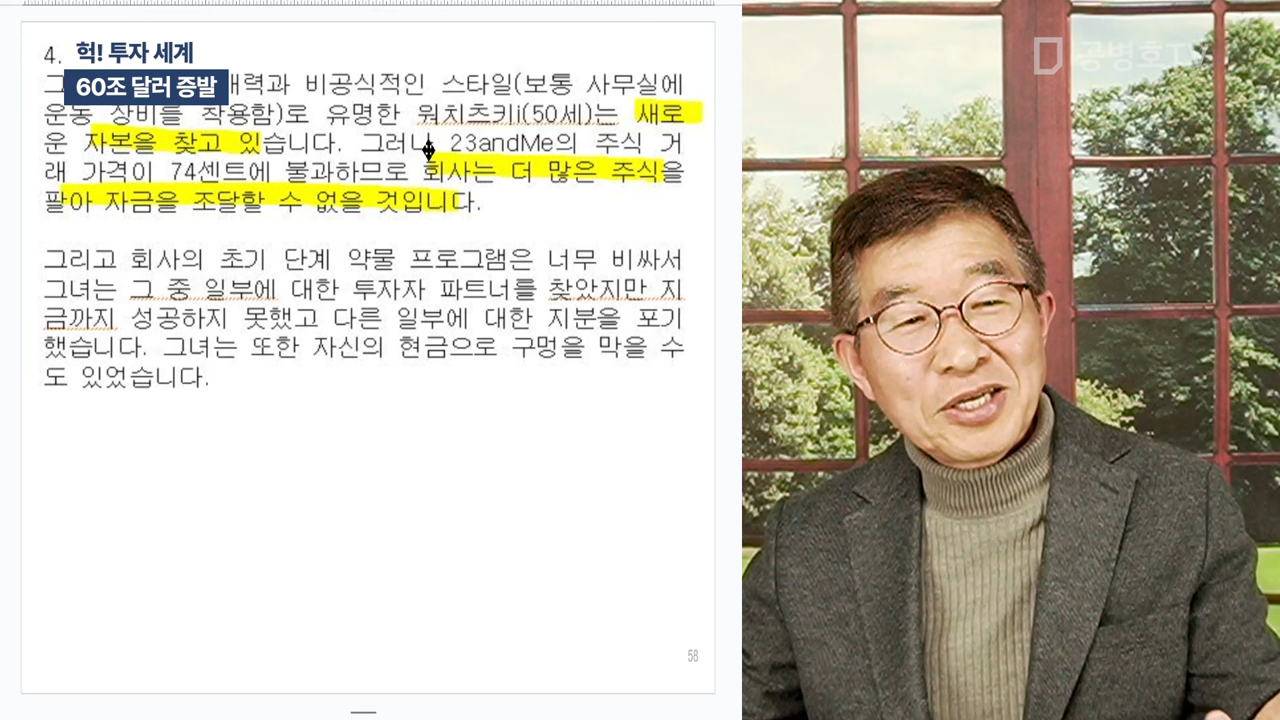 4.
헉! 투자 세계
60조 달러 증발
그 력과 비공식적인 스타일(보통 사무실에
운동 장비를 착용함)로 유명한 워치츠키i(50세)는 새로
운 자본을 찾고 있습니다. 그러나 23andMe의 주식 거
래 가격이 74센트에 불과하므로 회사는 더 많은 주식을
팔아 자금을 조달할 수 없을 것입니다.
그리고 회사의 초기 단계 약물 프로그램은 너무 비싸서
그녀는 그 중 일부에 대한 투자자 파트너를 찾았지만 지
금까지 성공하지 못했고 다른 일부에 대한 지분을 포기
했습니다. 그녀는 또한 자신의 현금으로 구멍을 막을 수
도 있었습니다.
58
공병호TV